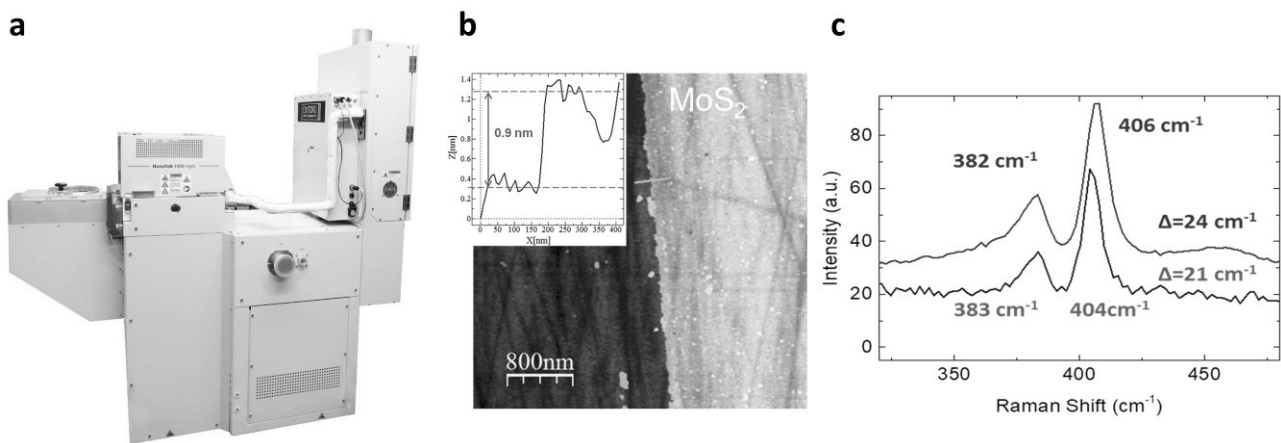 a
b
c
Nanofab 1000 Agile
MoS2
0.9 nm
Z[nm]
1.4
1.2
1
0.8
0.6
0.4
0.2
0
0 50 100 150 200 250 300 350 400
X[nm]
800nm
406 cm-1
382 cm-1
Δ=24 cm-1
Δ=21 cm-1
383 cm-1
404cm-1
Intensity (a.u.)
80
60
40
20
0
350 400 450
Raman Shift (cm-1)